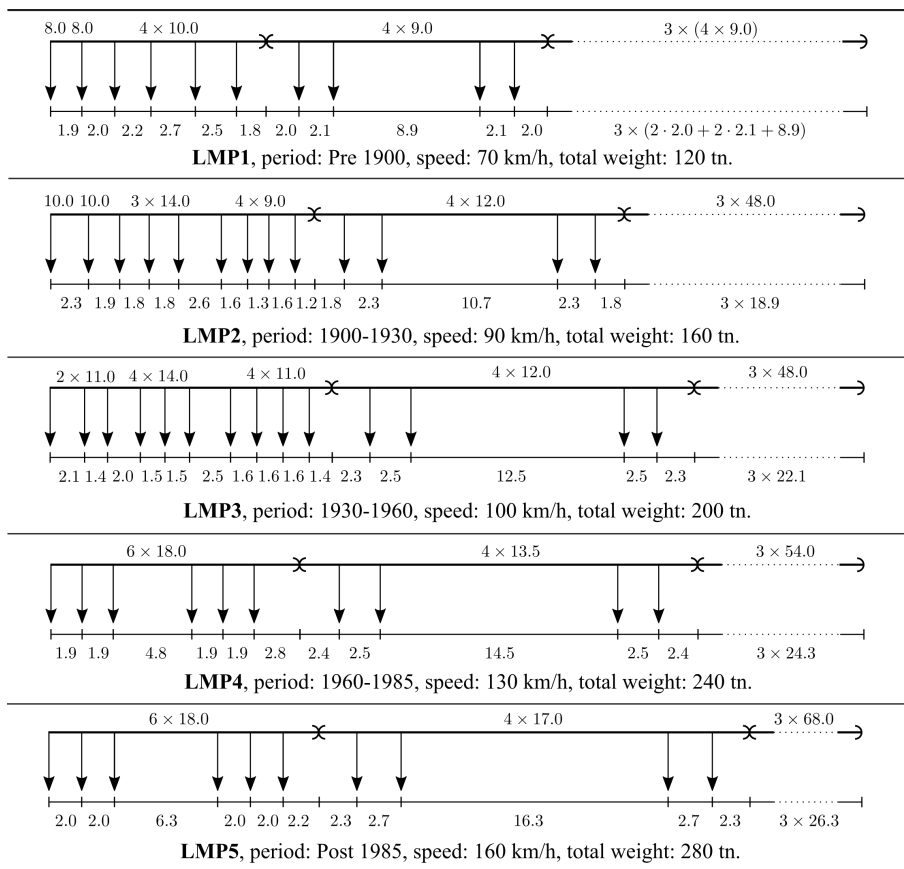 8.0 8.0 4 × 10.0 4 × 9.0 3 × (4 × 9.0)
1.9 2.0 2.2 2.7 2.5 1.8 2.0 2.1 8.9 2.1 2.0 3 × (2 · 2.0 + 2 · 2.1 + 8.9)
LMP1, period: Pre 1900, speed: 70 km/h, total weight: 120 tn.
10.0 10.0 3 × 14.0 4 × 9.0 4 × 12.0 3 × 48.0
2.3 1.9 1.8 1.8 2.6 1.6 1.3 1.6 1.2 1.8 2.3 10.7 2.3 1.8 3 × 18.9
LMP2, period: 1900-1930, speed: 90 km/h, total weight: 160 tn.
2 × 11.0 4 × 14.0 4 × 11.0 4 × 12.0 3 × 48.0
2.1 1.4 2.0 1.5 1.5 2.5 1.6 1.6 1.6 1.4 2.3 2.5 12.5 2.5 2.3 3 × 22.1
LMP3, period: 1930-1960, speed: 100 km/h, total weight: 200 tn.
6 × 18.0 4 × 13.5 3 × 54.0
1.9 1.9 4.8 1.9 1.9 2.8 2.4 2.5 14.5 2.5 2.4 3 × 24.3
LMP4, period: 1960-1985, speed: 130 km/h, total weight: 240 tn.
6 × 18.0 4 × 17.0 3 × 68.0
2.0 2.0 6.3 2.0 2.0 2.2 2.3 2.7 16.3 2.7 2.3 3 × 26.3
LMP5, period: Post 1985, speed: 160 km/h, total weight: 280 tn.